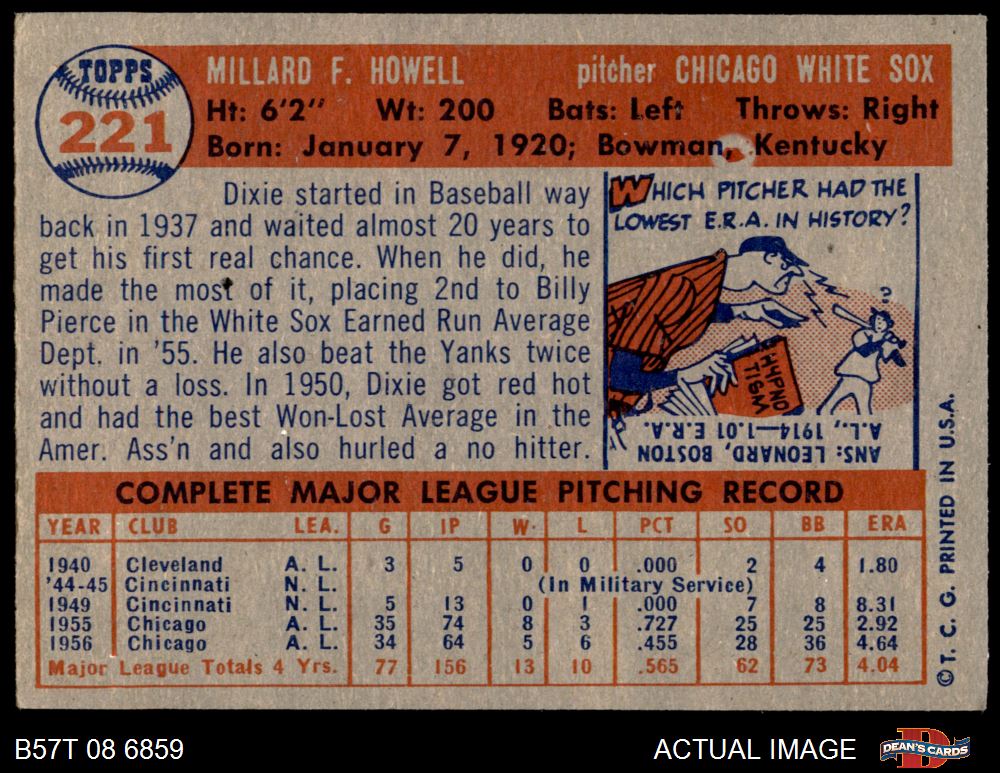 TOPPS
221
MILLARD F. HOWELL pitcher CHICAGO WHITE SOX
Ht: 6'2" Wt: 200 Bats: Left Throws: Right
Born: January 7, 1920; Bowman, Kentucky
Dixie started in Baseball way
back in 1937 and waited almost 20 years to
get his first real chance. When he did, he
made the most of it, placing 2nd to Billy
Pierce in the White Sox Earned Run Average
Dept. in '55. He also beat the Yanks twice
without a loss. In 1950, Dixie got red hot
and had the best Won-Lost Average in the
Amer. Ass'n and also hurled a no hitter.
WHICH PITCHER HAD THE
LOWEST E.R.A. IN HISTORY?
?
HYPNO
TISM
ANS: LEONARD, BOSTON
A.L., 1914—1.01 E.R.A.
COMPLETE MAJOR LEAGUE PITCHING RECORD
YEAR CLUB LEA. G IP W L PCT SO BB ERA
1940 Cleveland A. L. 3 5 0 0 .000 2 4 1.80
'44-45 Cincinnati N. L. (In Military Service)
1949 Cincinnati N. L. 5 13 0 1 .000 7 8 8.31
1955 Chicago A. L. 35 74 8 3 .727 25 25 2.92
1956 Chicago A. L. 34 64 5 6 .455 28 36 4.64
Major League Totals 4 Yrs. 77 156 13 10 .565 62 73 4.04
© T. C. G. PRINTED IN U.S.A.
B57T 08 6859 ACTUAL IMAGE
DEAN'S CARDS